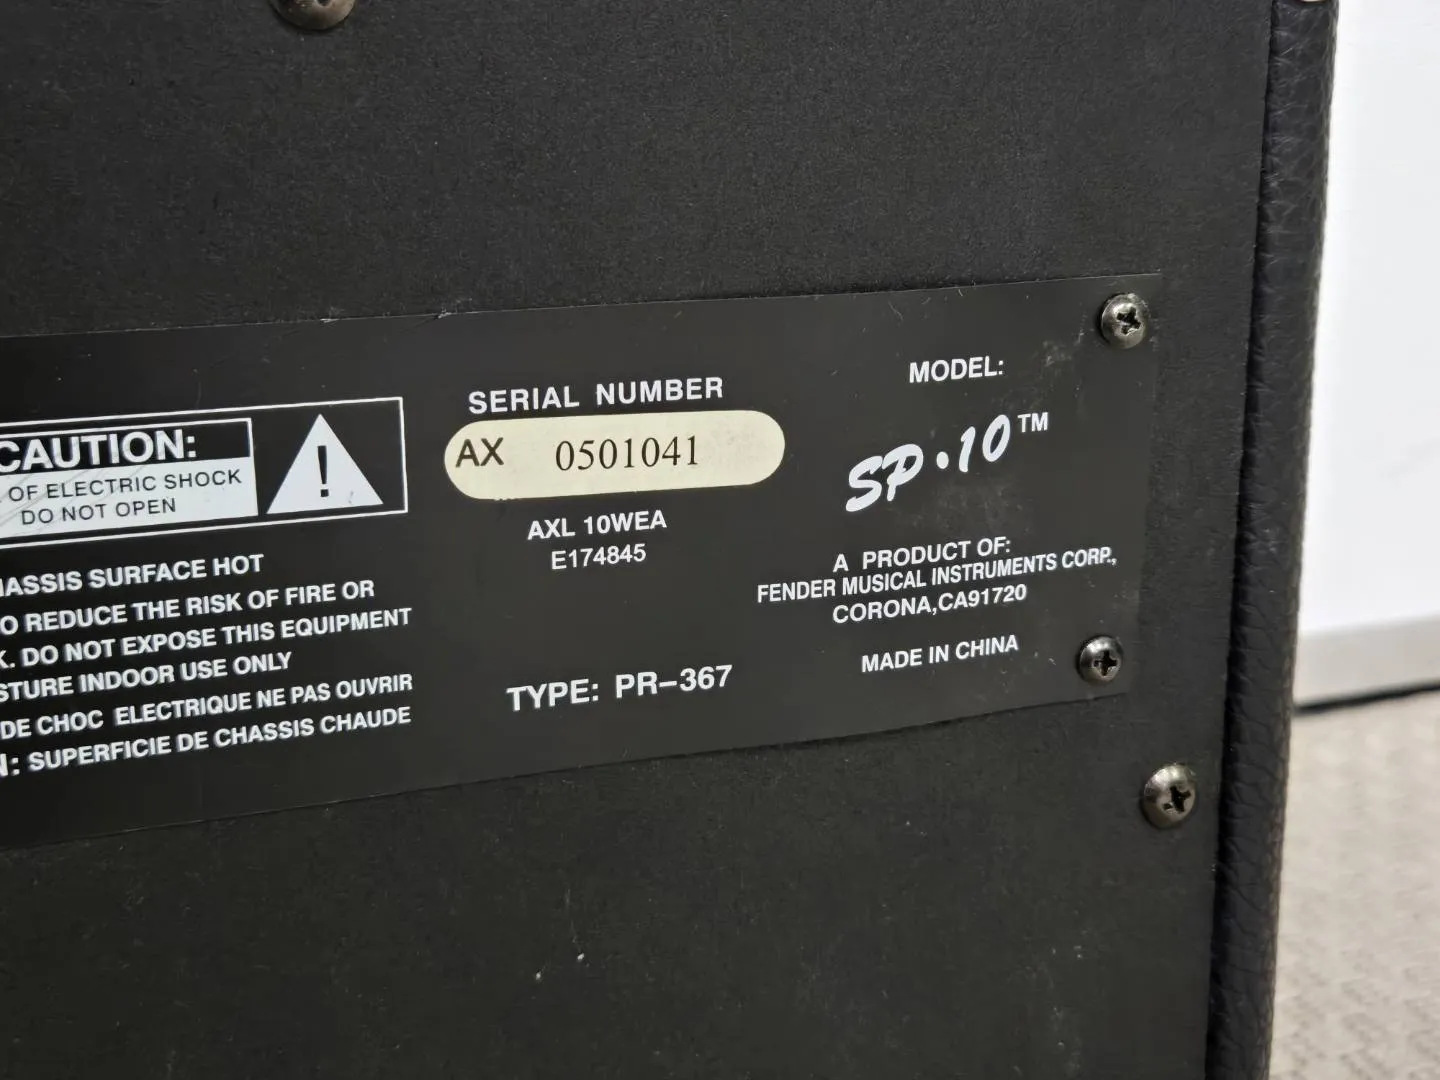 CAUTION:
OF ELECTRIC SHOCK
DO NOT OPEN
!
HASSIS SURFACE HOT
O REDUCE THE RISK OF FIRE OR
K. DO NOT EXPOSE THIS EQUIPMENT
STURE INDOOR USE ONLY
DE CHOC ELECTRIQUE NE PAS OUVRIR
N: SUPERFICIE DE CHASSIS CHAUDE
SERIAL NUMBER
AX 0501041
AXL 10WEA
E174845
TYPE: PR-367
MODEL:
SP·10™
A PRODUCT OF:
FENDER MUSICAL INSTRUMENTS CORP.,
CORONA,CA91720
MADE IN CHINA